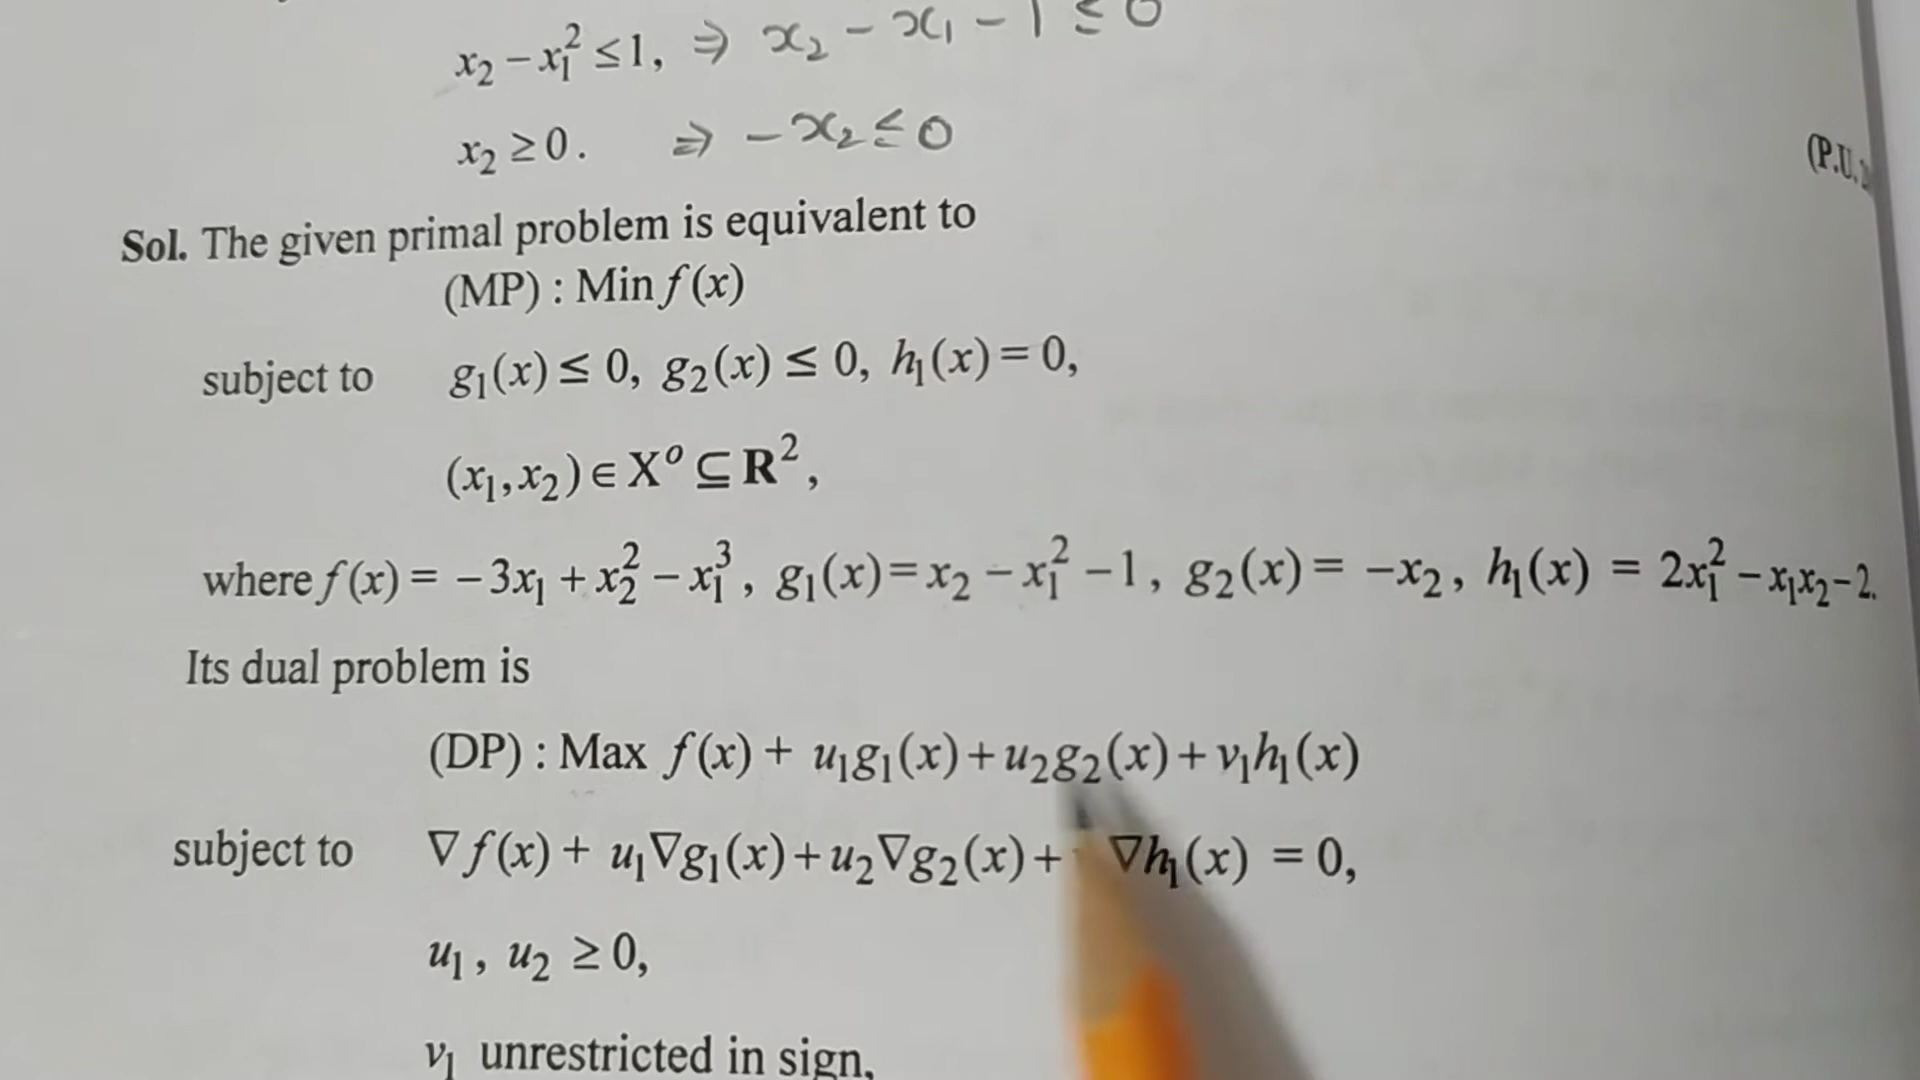 x₂ − x₁² ≤ 1, ⇒ x₂ − x₁ − 1 ≤ 0
x₂ ≥ 0. ⇒ −x₂ ≤ 0
(P.U.
Sol. The given primal problem is equivalent to
(MP) : Min f(x)
subject to g₁(x) ≤ 0, g₂(x) ≤ 0, h₁(x) = 0,
(x₁, x₂) ∈ Xᵒ ⊆ R²,
where f(x) = −3x₁ + x₂² − x₁³, g₁(x) = x₂ − x₁² − 1, g₂(x) = −x₂, h₁(x) = 2x₁² − x₁x₂ − 2.
Its dual problem is
(DP) : Max f(x) + u₁g₁(x) + u₂g₂(x) + v₁h₁(x)
subject to ∇f(x) + u₁∇g₁(x) + u₂∇g₂(x) + ∇h₁(x) = 0,
u₁, u₂ ≥ 0,
v₁ unrestricted in sign,